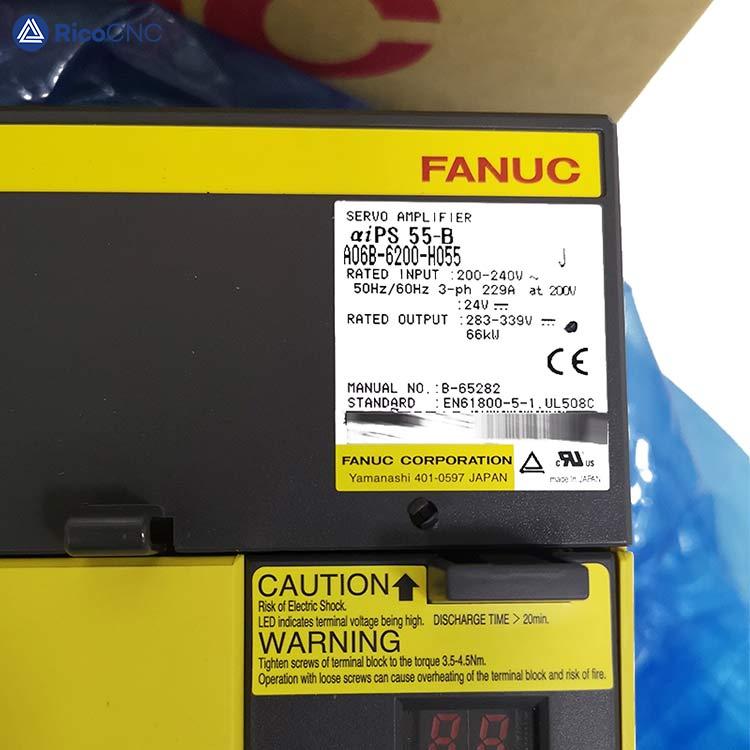 RicoCNC
NC
FANUC
SERVO AMPLIFIER
αiPS 55-B
A06B-6200-H055 J
RATED INPUT :200-240V ~
50Hz/60Hz 3-ph 229A at 200V
:24V ⎓
RATED OUTPUT :283-339V ⎓
66kW
CE
MANUAL NO.:B-65282
STANDARD :EN61800-5-1,UL508C
FANUC CORPORATION
Yamanashi 401-0597 JAPAN
c RU US
made in JAPAN
CAUTION
Risk of Electric Shock.
LED indicates terminal voltage being high. DISCHARGE TIME > 20min.
WARNING
Tighten screws of terminal block to the torque 3.5-4.5Nm.
Operation with loose screws can cause overheating of the terminal block and risk of fire.